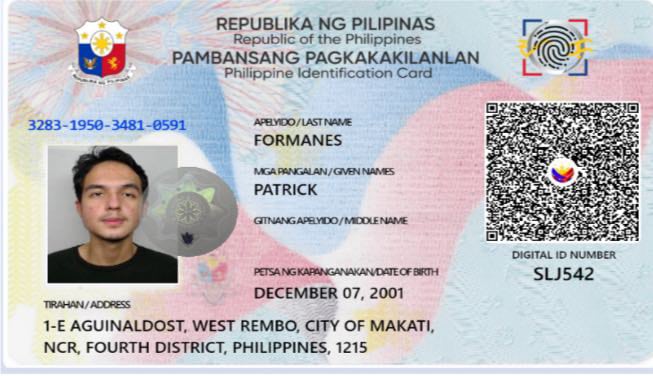 REPUBLIKA NG PILIPINAS
Republic of the Philippines
PAMBANSANG PAGKAKAKILANLAN
Philippine Identification Card
3283-1950-3481-0591
APELYIDO / LAST NAME
FORMANES
MGA PANGALAN / GIVEN NAMES
PATRICK
GITNANG APELYIDO / MIDDLE NAME
PETSA NG KAPANGANAKAN/DATE OF BIRTH
DECEMBER 07, 2001
DIGITAL ID NUMBER
SLJ542
TIRAHAN / ADDRESS
1-E AGUINALDOST, WEST REMBO, CITY OF MAKATI,
NCR, FOURTH DISTRICT, PHILIPPINES, 1215